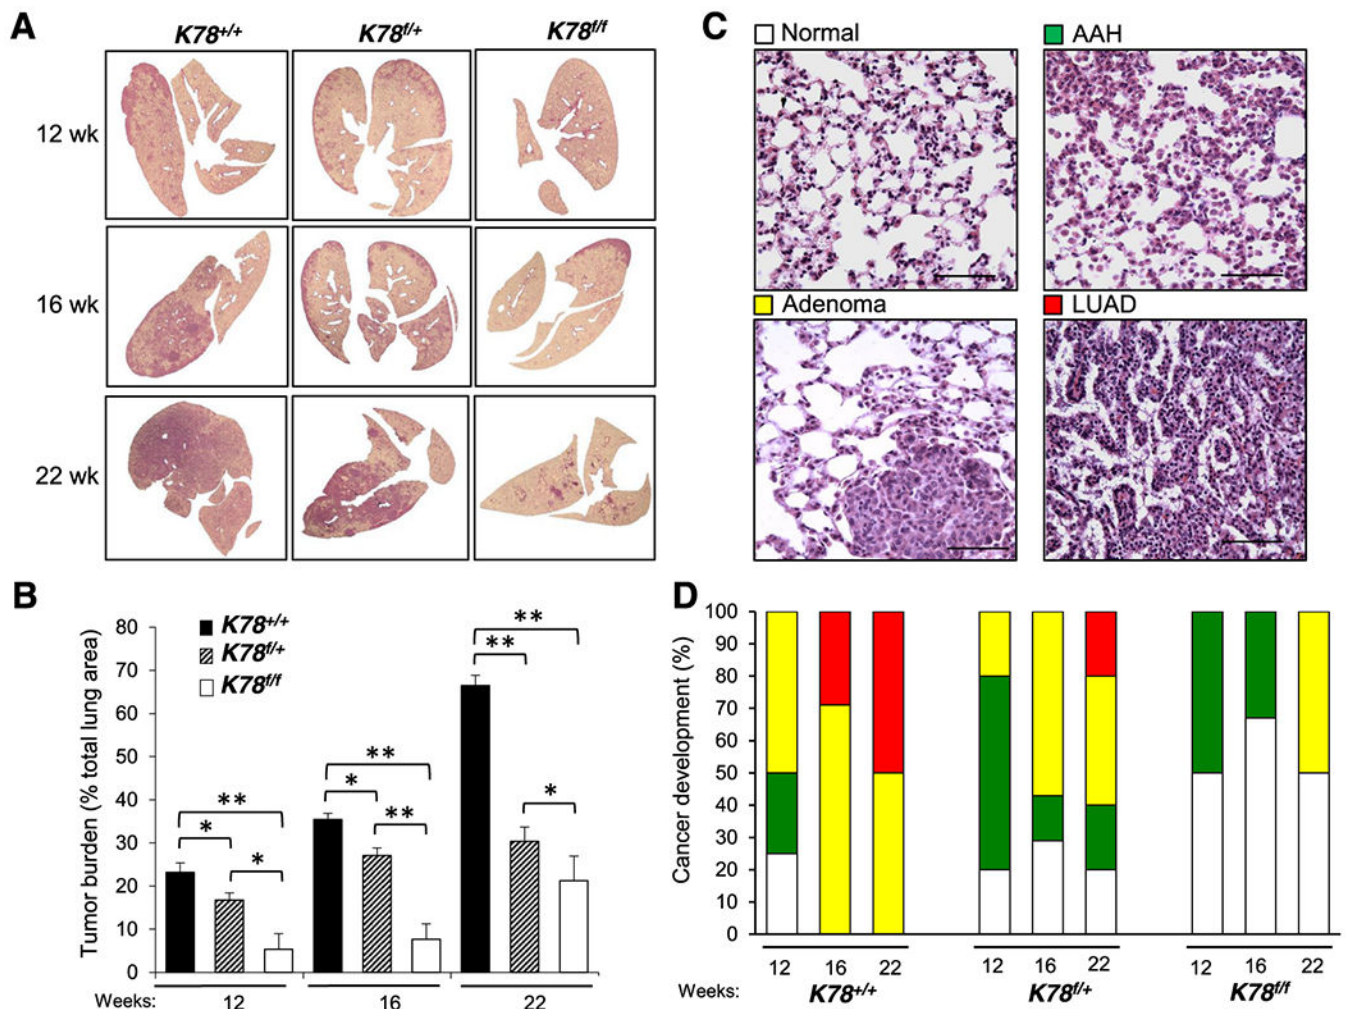 A
K78+/+
K78f/+
K78f/f
12 wk
16 wk
22 wk
B
Tumor burden (% total lung area)
80
70
60
50
40
30
20
10
0
K78+/+
K78f/+
K78f/f
**
*
*
**
*
**
**
**
*
Weeks:
12
16
22
C
Normal
AAH
Adenoma
LUAD
D
Cancer development (%)
100
90
80
70
60
50
40
30
20
10
0
12 16 22
12 16 22
12 16 22
Weeks:
K78+/+
K78f/+
K78f/f